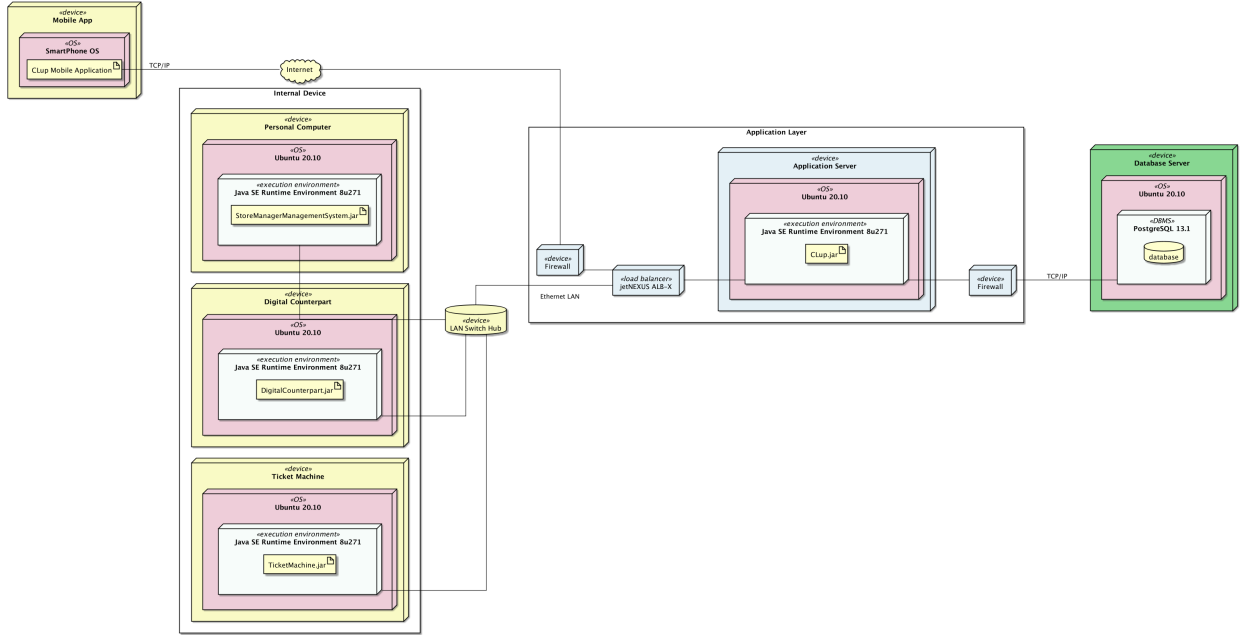 «device»
Mobile App
«OS»
SmartPhone OS
CLup Mobile Application
TCP/IP
Internet
Internal Device
«device»
Personal Computer
«OS»
Ubuntu 20.10
«execution environment»
Java SE Runtime Environment 8u271
StoreManagerManagementSystem.jar
«device»
Digital Counterpart
«OS»
Ubuntu 20.10
«execution environment»
Java SE Runtime Environment 8u271
DigitalCounterpart.jar
«device»
Ticket Machine
«OS»
Ubuntu 20.10
«execution environment»
Java SE Runtime Environment 8u271
TicketMachine.jar
«device»
LAN Switch Hub
Ethernet LAN
Application Layer
«device»
Firewall
«load balancer»
jetNEXUS ALB-X
«device»
Application Server
«OS»
Ubuntu 20.10
«execution environment»
Java SE Runtime Environment 8u271
CLup.jar
«device»
Firewall
TCP/IP
«device»
Database Server
«OS»
Ubuntu 20.10
«DBMS»
PostgreSQL 13.1
database